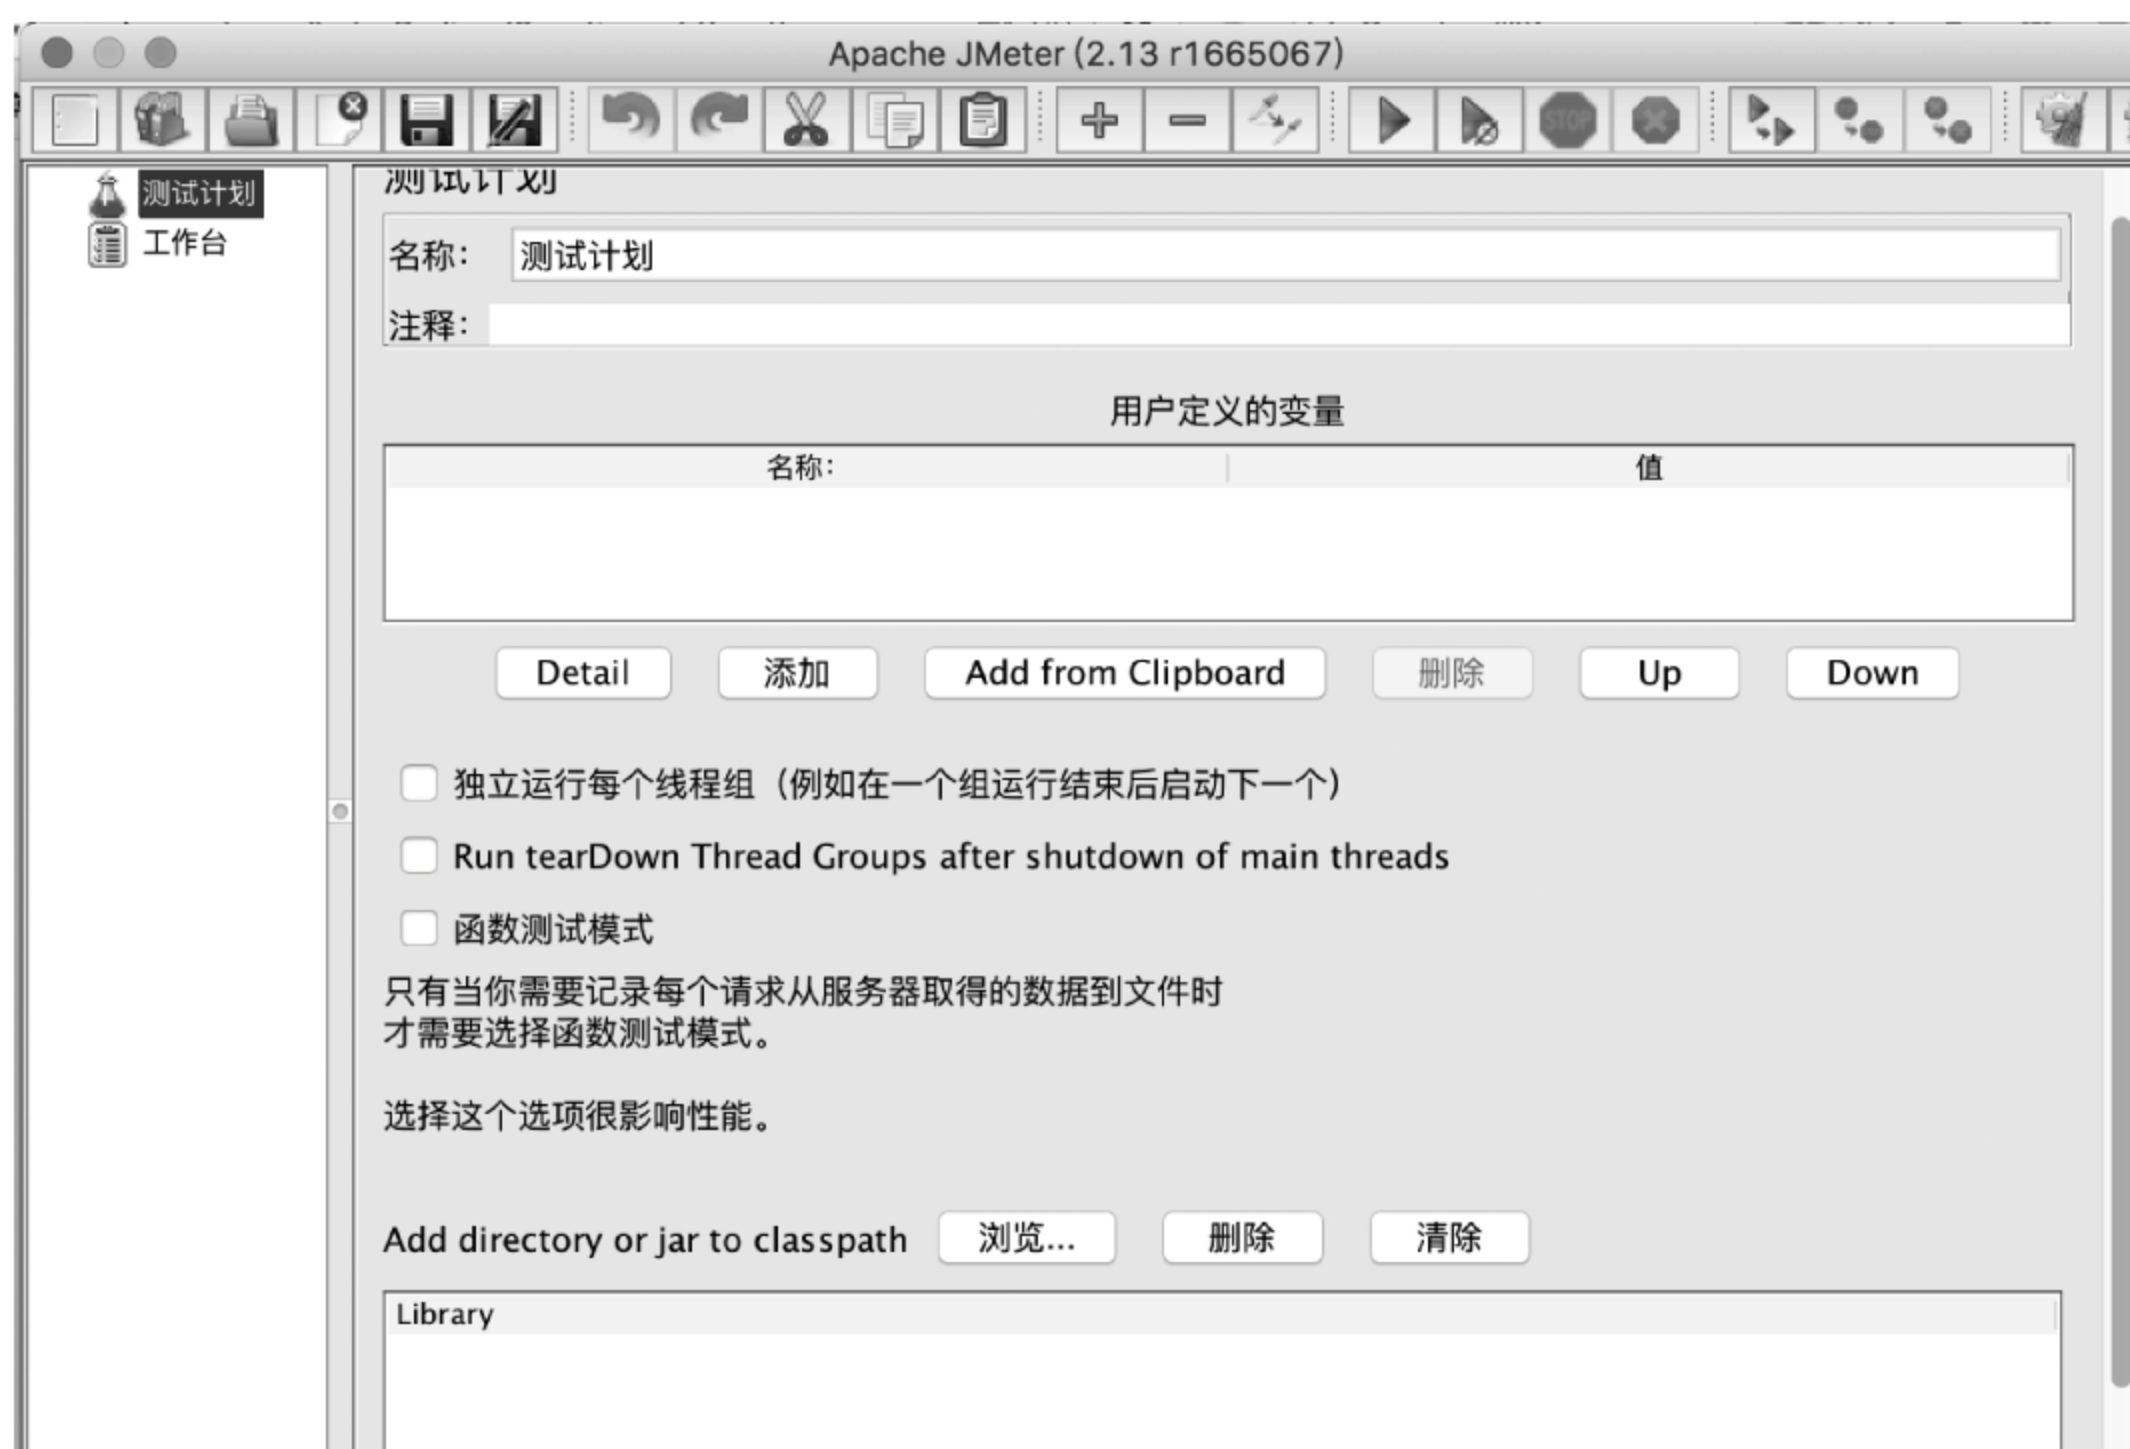 Apache JMeter (2.13 r1665067)
STOP
测试计划
工作台
测试计划
名称： 测试计划
注释：
用户定义的变量
名称： 值
Detail 添加 Add from Clipboard 删除 Up Down
独立运行每个线程组（例如在一个组运行结束后启动下一个）
Run tearDown Thread Groups after shutdown of main threads
函数测试模式
只有当你需要记录每个请求从服务器取得的数据到文件时
才需要选择函数测试模式。
选择这个选项很影响性能。
Add directory or jar to classpath 浏览... 删除 清除
Library